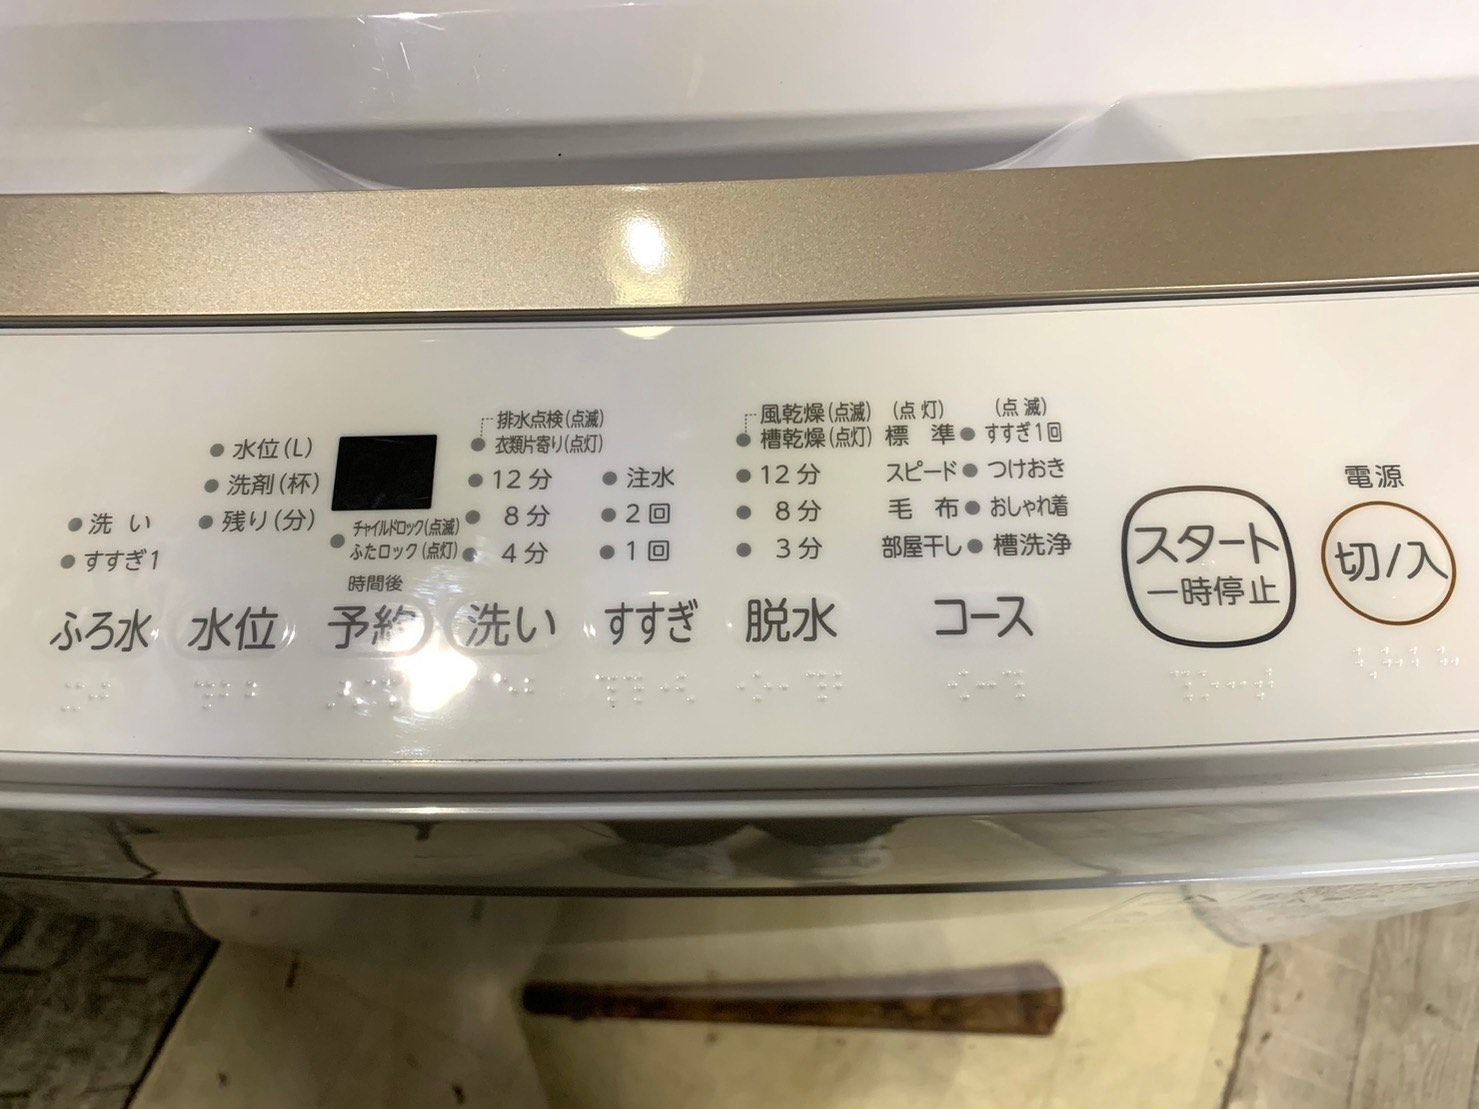 水位(L)
洗剤(杯)
残り(分)
洗い
すすぎ1
チャイルドロック(点滅)
ふたロック(点灯)
時間後
排水点検(点滅)
衣類片寄り(点灯)
12分
8分
4分
注水
2回
1回
風乾燥(点滅)
槽乾燥(点灯)
12分
8分
3分
(点灯) (点滅)
標準 すすぎ1回
スピード つけおき
毛布 おしゃれ着
部屋干し 槽洗浄
ふろ水 水位 予約 洗い すすぎ 脱水 コース
スタート
一時停止
電源
切/入